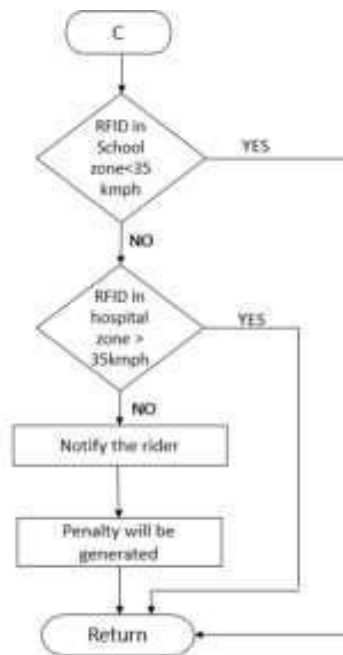 C
RFID in
School
zone<35
kmph
YES
NO
RFID in
hospital
zone >
35kmph
YES
NO
Notify the rider
Penalty will be
generated
Return